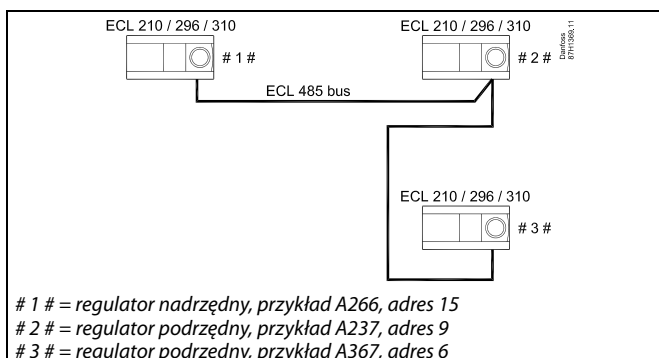 ECL 210 / 296 / 310
ECL 210 / 296 / 310
# 1 #
# 2 #
Danfoss
87H1369.11
ECL 485 bus
ECL 210 / 296 / 310
# 3 #
# 1 # = regulator nadrzędny, przykład A266, adres 15
# 2 # = regulator podrzędny, przykład A237, adres 9
# 3 # = regulator podrzędny, przykład A367, adres 6